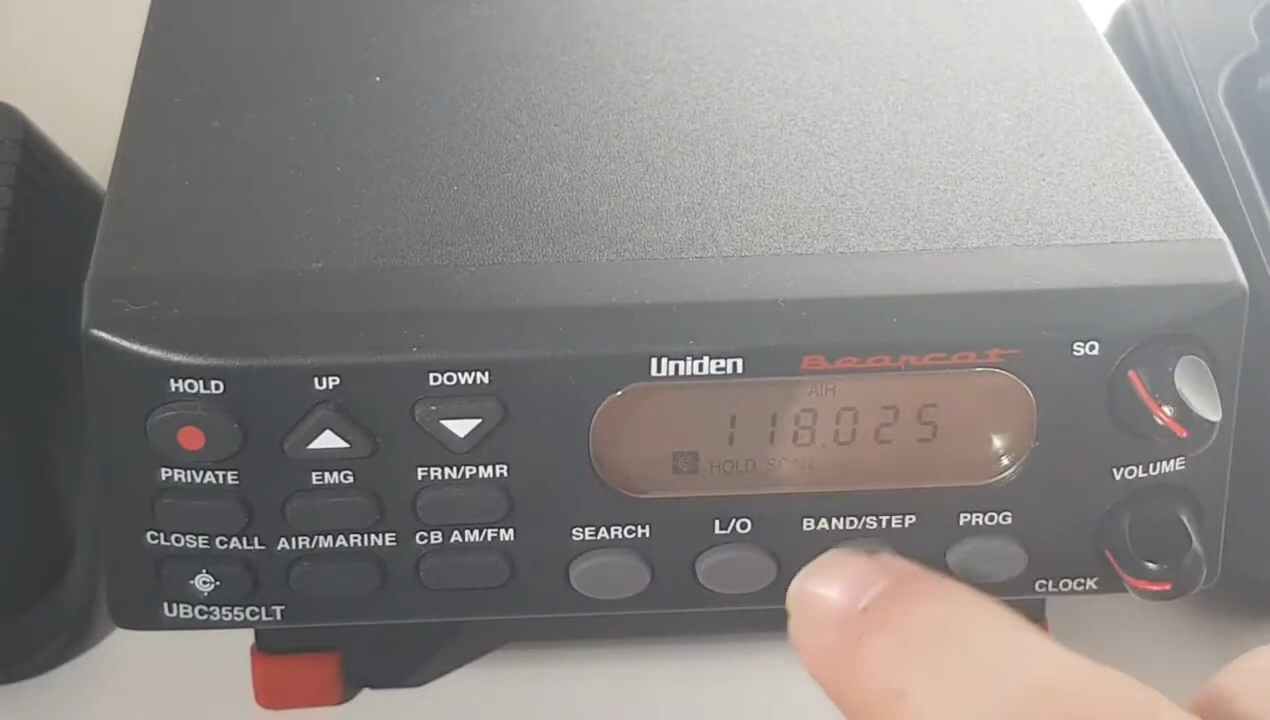 Uniden Bearcat
SQ
HOLD UP DOWN
AIR
118.025
HOLD SCAN
PRIVATE EMG FRN/PMR
VOLUME
CLOSE CALL AIR/MARINE CB AM/FM
SEARCH L/O BAND/STEP PROG
C
CLOCK
UBC355CLT